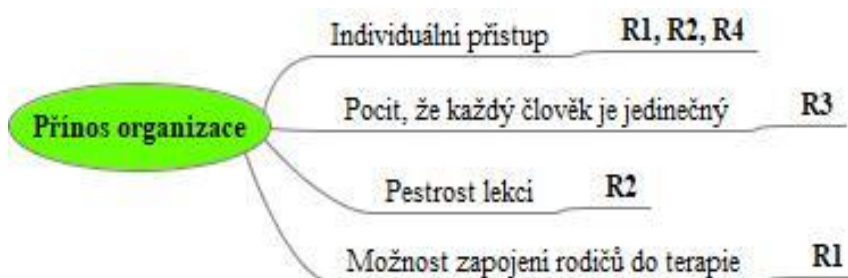 Individuální přístup R1, R2, R4
Pocit, že každý člověk je jedinečný R3
Přínos organizace
Pestrost lekcí R2
Možnost zapojení rodičů do terapie R1